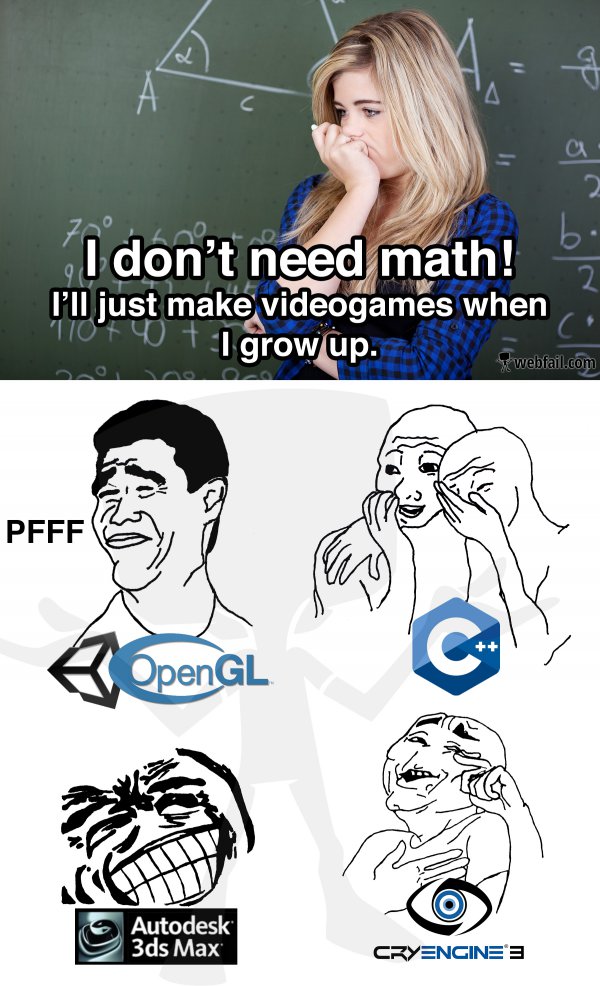 A
α
C
A
=
I don't need math!
I'll just make videogames when
I grow up.
webfail.com
PFFF
OpenGL
C++
Autodesk
3ds Max
CRYENGINE®3